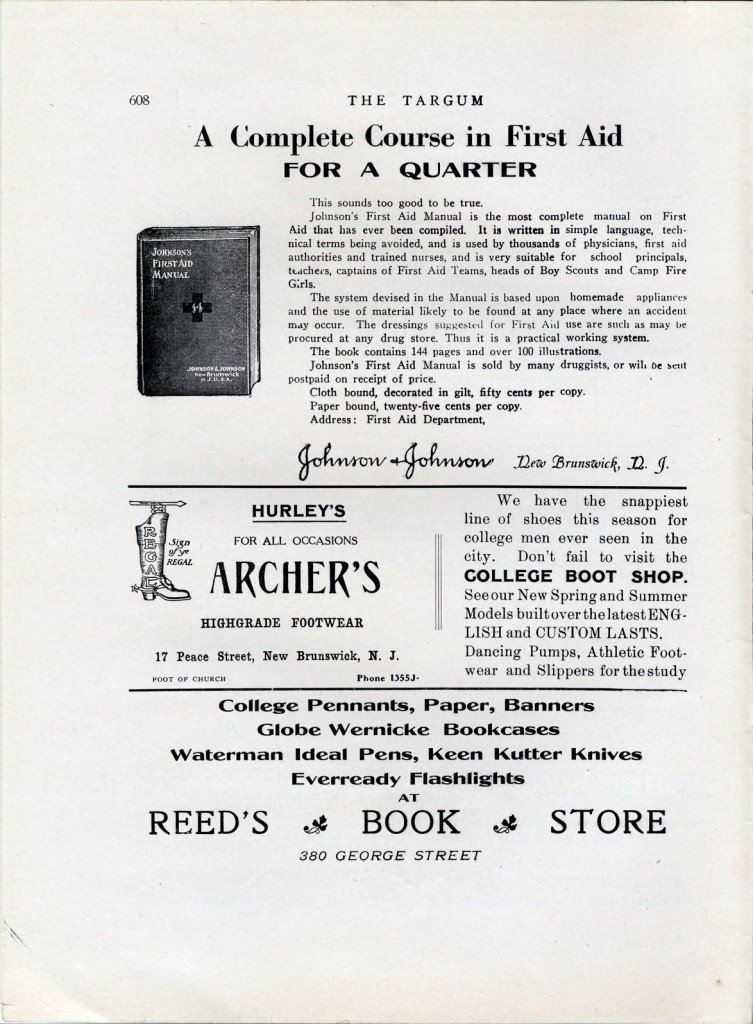 608 THE TARGUM
A Complete Course in First Aid
FOR A QUARTER
This sounds too good to be true.
Johnson's First Aid Manual is the most complete manual on First
Aid that has ever been compiled. It is written in simple language, tech-
nical terms being avoided, and is used by thousands of physicians, first aid
authorities and trained nurses, and is very suitable for school principals,
teachers, captains of First Aid Teams, heads of Boy Scouts and Camp Fire
Girls.
The system devised in the Manual is based upon homemade appliances
and the use of material likely to be found at any place where an accident
may occur. The dressings suggested for First Aid use are such as may be
procured at any drug store. Thus it is a practical working system.
The book contains 144 pages and over 100 illustrations.
Johnson's First Aid Manual is sold by many druggists, or will be sent
postpaid on receipt of price.
Cloth bound, decorated in gilt, fifty cents per copy.
Paper bound, twenty-five cents per copy.
Address: First Aid Department,
JOHNSON'S
FIRST AID
MANUAL
JOHNSON & JOHNSON
New Brunswick
N. J. U. S. A.
Johnson & Johnson New Brunswick, N. J.
REGAL
Sign
of ye
REGAL
HURLEY'S
FOR ALL OCCASIONS
ARCHER'S
HIGHGRADE FOOTWEAR
17 Peace Street, New Brunswick, N. J.
FOOT OF CHURCH Phone 1355J-
We have the snappiest
line of shoes this season for
college men ever seen in the
city. Don't fail to visit the
COLLEGE BOOT SHOP.
See our New Spring and Summer
Models built over the latest ENG-
LISH and CUSTOM LASTS.
Dancing Pumps, Athletic Foot-
wear and Slippers for the study
College Pennants, Paper, Banners
Globe Wernicke Bookcases
Waterman Ideal Pens, Keen Kutter Knives
Everready Flashlights
AT
REED'S BOOK STORE
380 GEORGE STREET